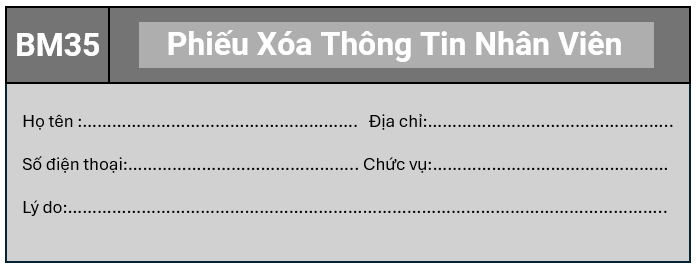 BM35 Phiếu Xóa Thông Tin Nhân Viên
Họ tên :.......................................................... Địa chỉ:....................................................
Số điện thoại:................................................ Chức vụ:.................................................
Lý do:..............................................................................................................................